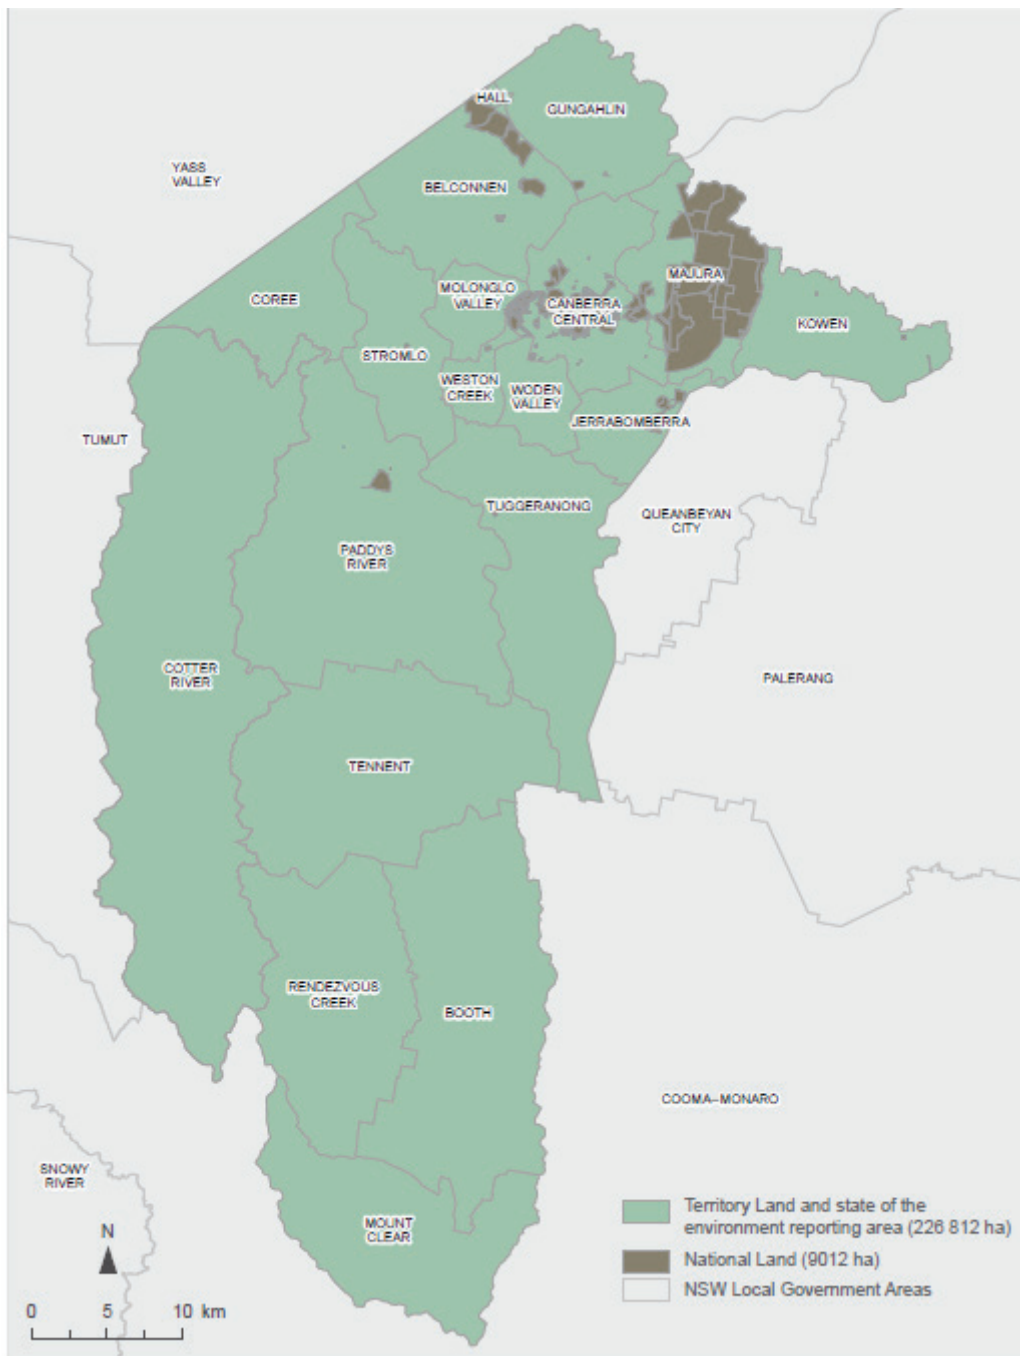 HALL
GUNGAHLIN
YASS
VALLEY
BELCONNEN
MAJURA
MOLONGLO
VALLEY
COREE
CANBERRA
CENTRAL
KOWEN
STROMLO
WESTON
CREEK
WODEN
VALLEY
JERRABOMBERRA
TUMUT
TUGGERANONG
QUEANBEYAN
CITY
PADDYS
RIVER
COTTER
RIVER
PALERANG
TENNENT
RENDEZVOUS
CREEK
BOOTH
COOMA–MONARO
SNOWY
RIVER
MOUNT
CLEAR
N
0 5 10 km
Territory Land and state of the
environment reporting area (226 812 ha)
National Land (9012 ha)
NSW Local Government Areas